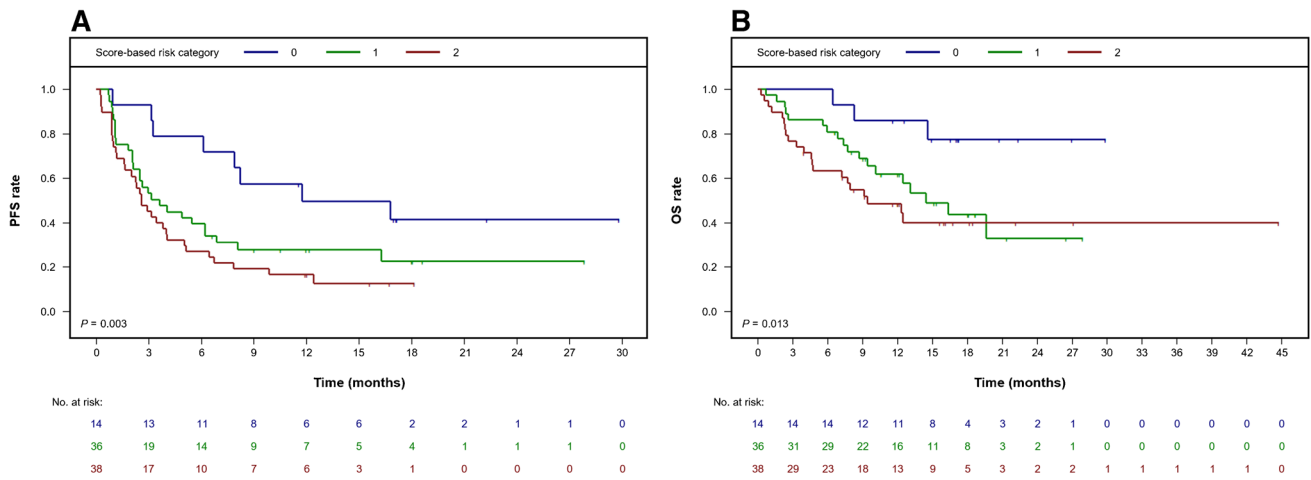 A
Score-based risk category 0 1 2
1.0
0.8
0.6
0.4
0.2
0.0
PFS rate
P = 0.003
0 3 6 9 12 15 18 21 24 27 30
Time (months)
No. at risk:
14 13 11 8 6 6 2 2 1 1 0
36 19 14 9 7 5 4 1 1 1 0
38 17 10 7 6 3 1 0 0 0 0
B
Score-based risk category 0 1 2
1.0
0.8
0.6
0.4
0.2
0.0
OS rate
P = 0.013
0 3 6 9 12 15 18 21 24 27 30 33 36 39 42 45
Time (months)
No. at risk:
14 14 14 12 11 8 4 3 2 1 0 0 0 0 0 0
36 31 29 22 16 11 8 3 2 1 0 0 0 0 0 0
38 29 23 18 13 9 5 3 2 2 1 1 1 1 1 0